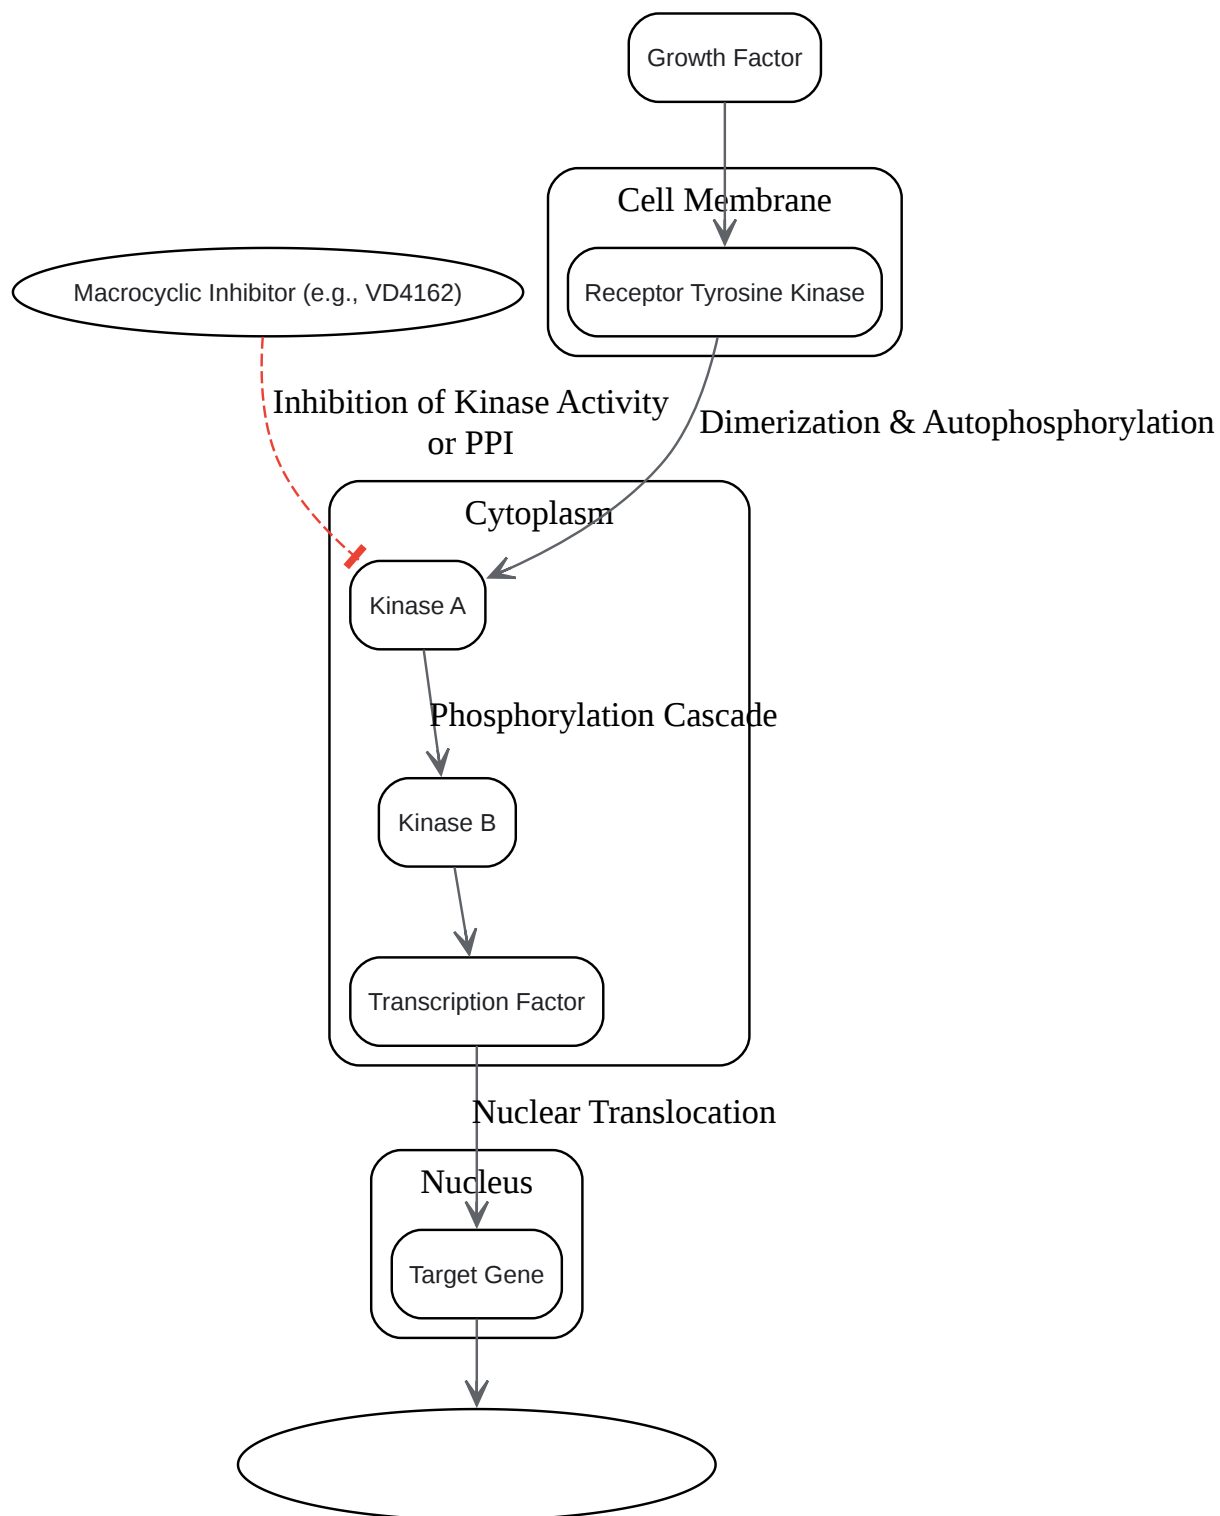 Growth Factor
Cell Membrane
Macrocyclic Inhibitor (e.g., VD4162)
Receptor Tyrosine Kinase
Inhibition of Kinase Activity
or PPI
Dimerization & Autophosphorylation
Cytoplasm
Kinase A
Phosphorylation Cascade
Kinase B
Transcription Factor
Nuclear Translocation
Nucleus
Target Gene